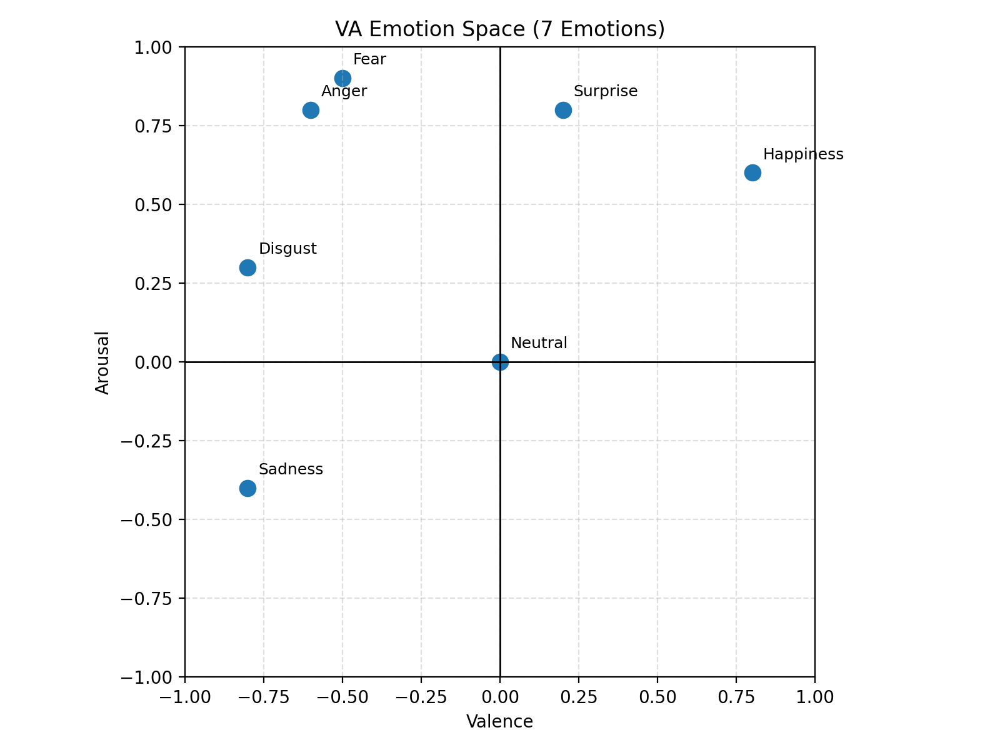 VA Emotion Space (7 Emotions)
1.00
Fear
Anger
Surprise
0.75
Happiness
0.50
Disgust
0.25
Neutral
Arousal
0.00
−0.25
Sadness
−0.50
−0.75
−1.00
−1.00 −0.75 −0.50 −0.25 0.00 0.25 0.50 0.75 1.00
Valence